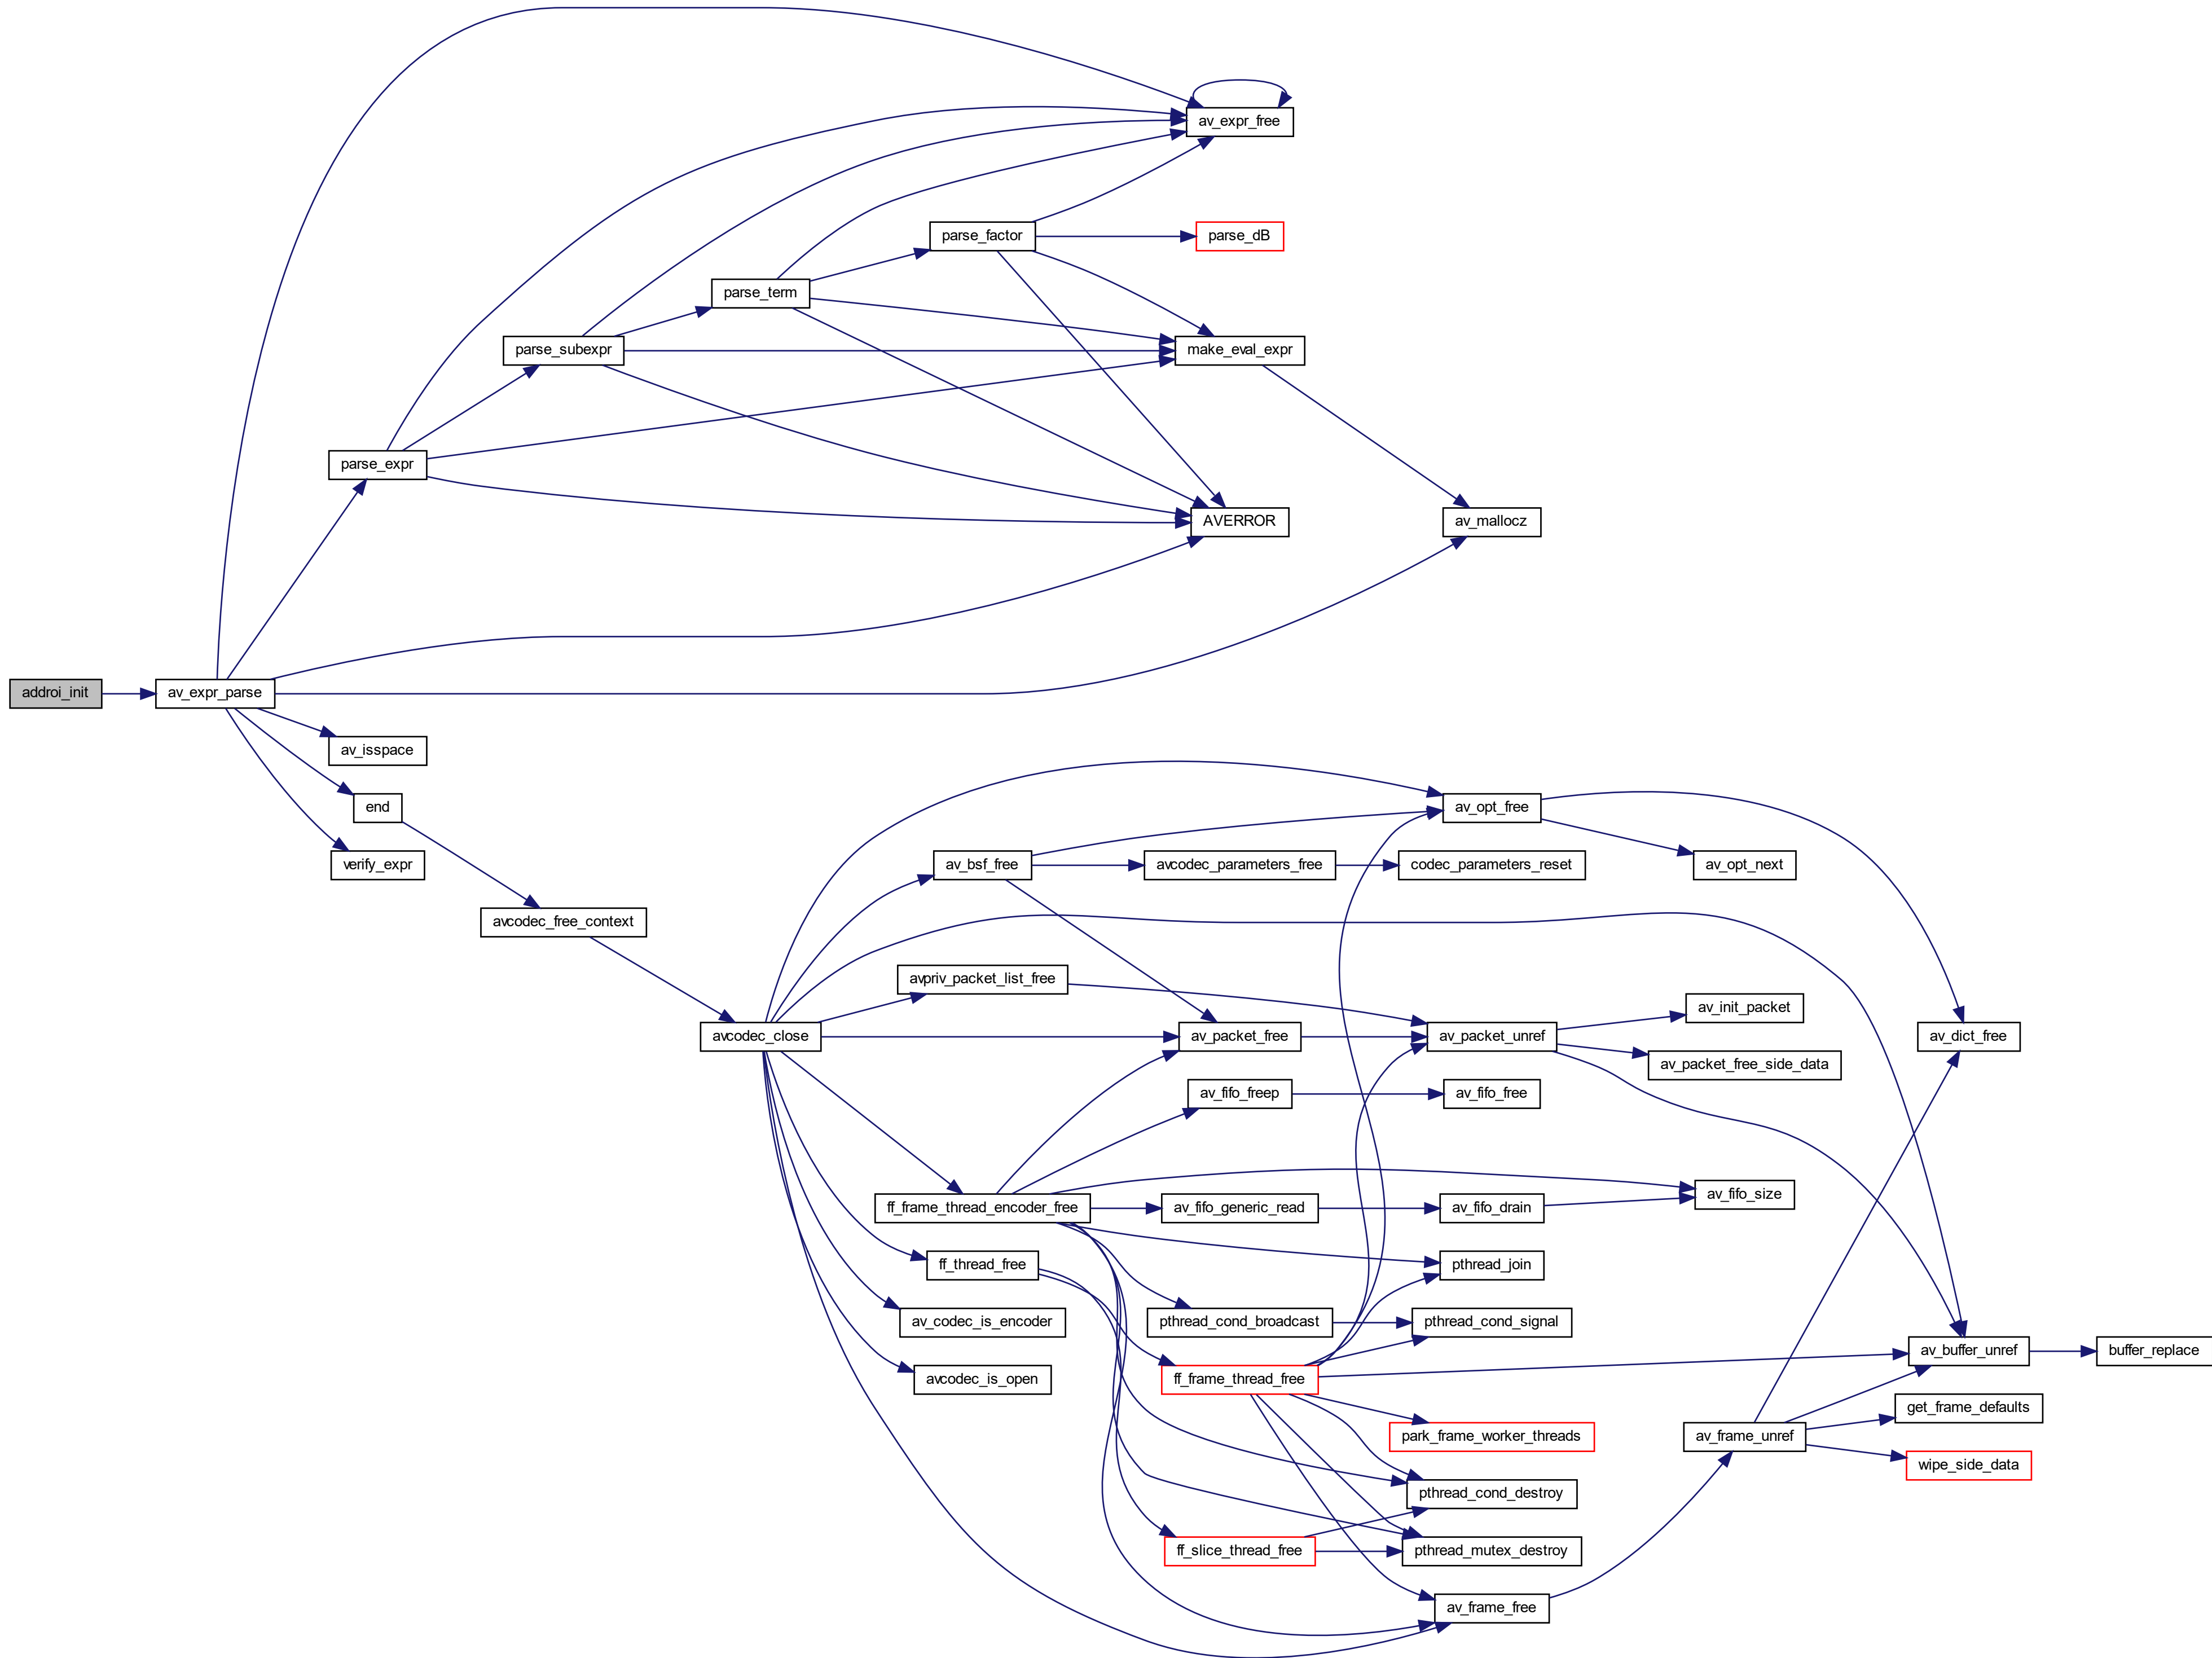 av_expr_free
parse_factor
parse_dB
parse_term
parse_subexpr
make_eval_expr
parse_expr
AVERROR
av_mallocz
addroi_init
av_expr_parse
av_isspace
end
av_opt_free
verify_expr
av_bsf_free
avcodec_parameters_free
codec_parameters_reset
av_opt_next
avcodec_free_context
avpriv_packet_list_free
av_init_packet
avcodec_close
av_packet_free
av_packet_unref
av_dict_free
av_packet_free_side_data
av_fifo_freep
av_fifo_free
ff_frame_thread_encoder_free
av_fifo_generic_read
av_fifo_drain
av_fifo_size
ff_thread_free
pthread_join
av_codec_is_encoder
pthread_cond_broadcast
pthread_cond_signal
avcodec_is_open
ff_frame_thread_free
av_buffer_unref
buffer_replace
get_frame_defaults
park_frame_worker_threads
av_frame_unref
wipe_side_data
pthread_cond_destroy
ff_slice_thread_free
pthread_mutex_destroy
av_frame_free